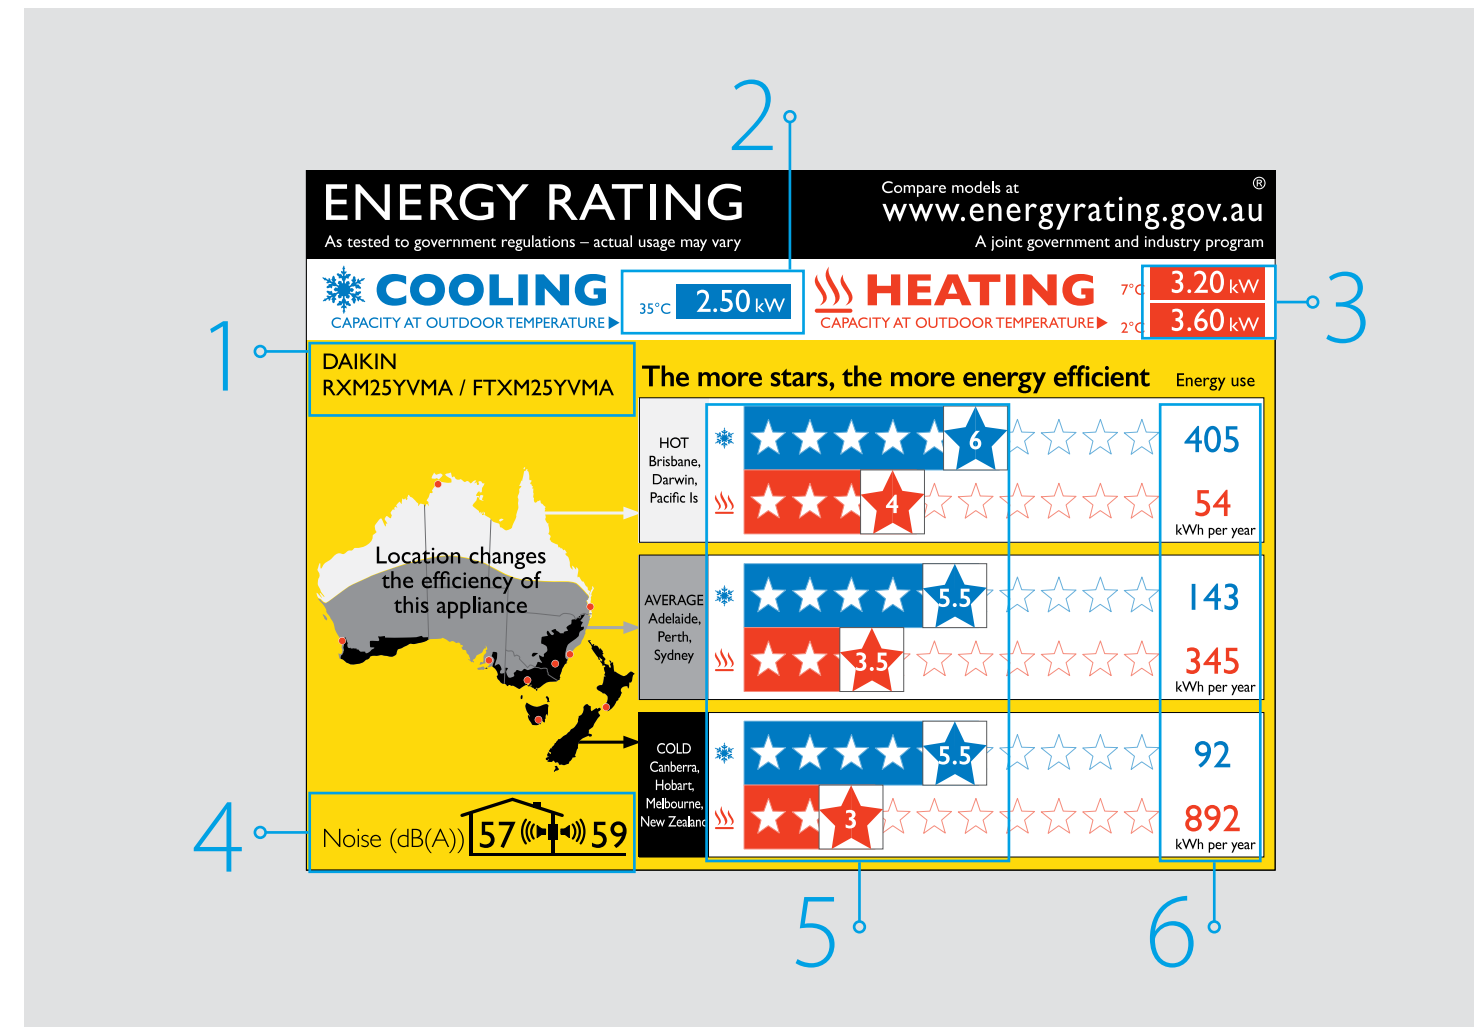 2
ENERGY RATING
As tested to government regulations – actual usage may vary
Compare models at
®
www.energyrating.gov.au
A joint government and industry program
COOLING
CAPACITY AT OUTDOOR TEMPERATURE
35°C 2.50 kW
HEATING
CAPACITY AT OUTDOOR TEMPERATURE
7°C 3.20 kW
2°C 3.60 kW
3
1
DAIKIN
RXM25YVMA / FTXM25YVMA
The more stars, the more energy efficient
Energy use
HOT
Brisbane,
Darwin,
Pacific Is
6
405
4
54
kWh per year
Location changes
the efficiency of
this appliance
AVERAGE
Adelaide,
Perth,
Sydney
5.5
143
3.5
345
kWh per year
COLD
Canberra,
Hobart,
Melbourne,
New Zealand
5.5
92
3
892
kWh per year
4
Noise (dB(A)) 57 59
5
6